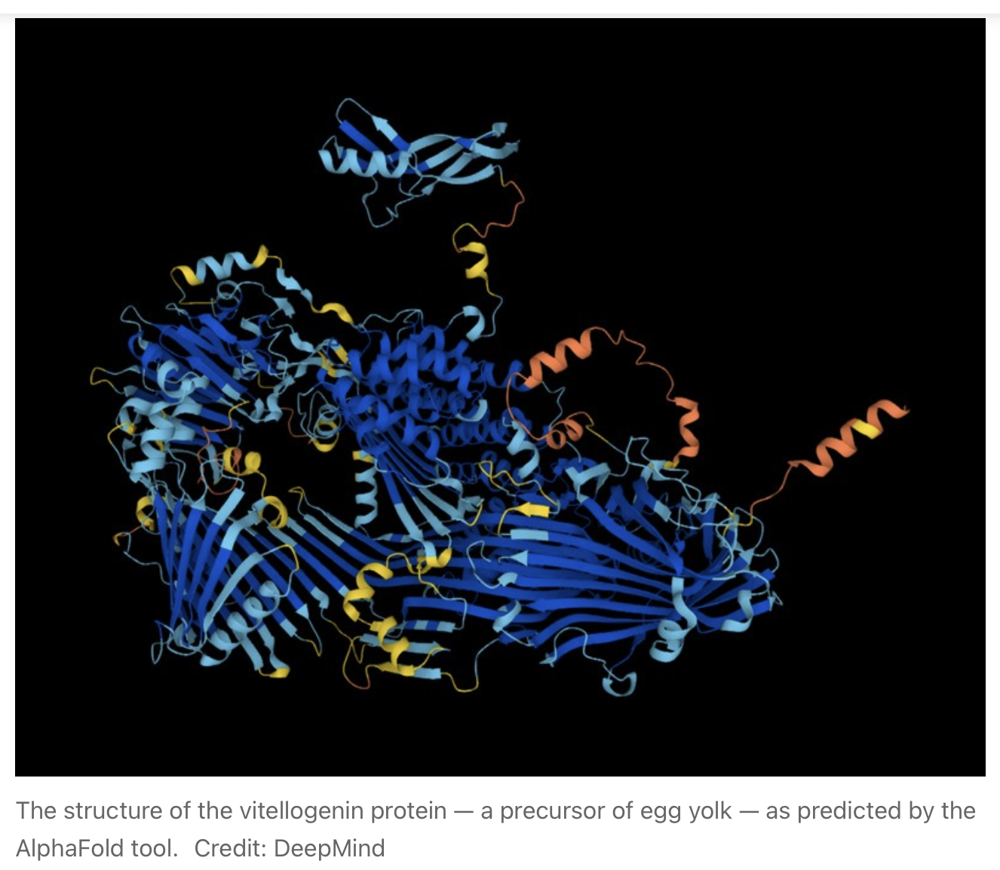 The structure of the vitellogenin protein — a precursor of egg yolk — as predicted by the
AlphaFold tool.  Credit: DeepMind